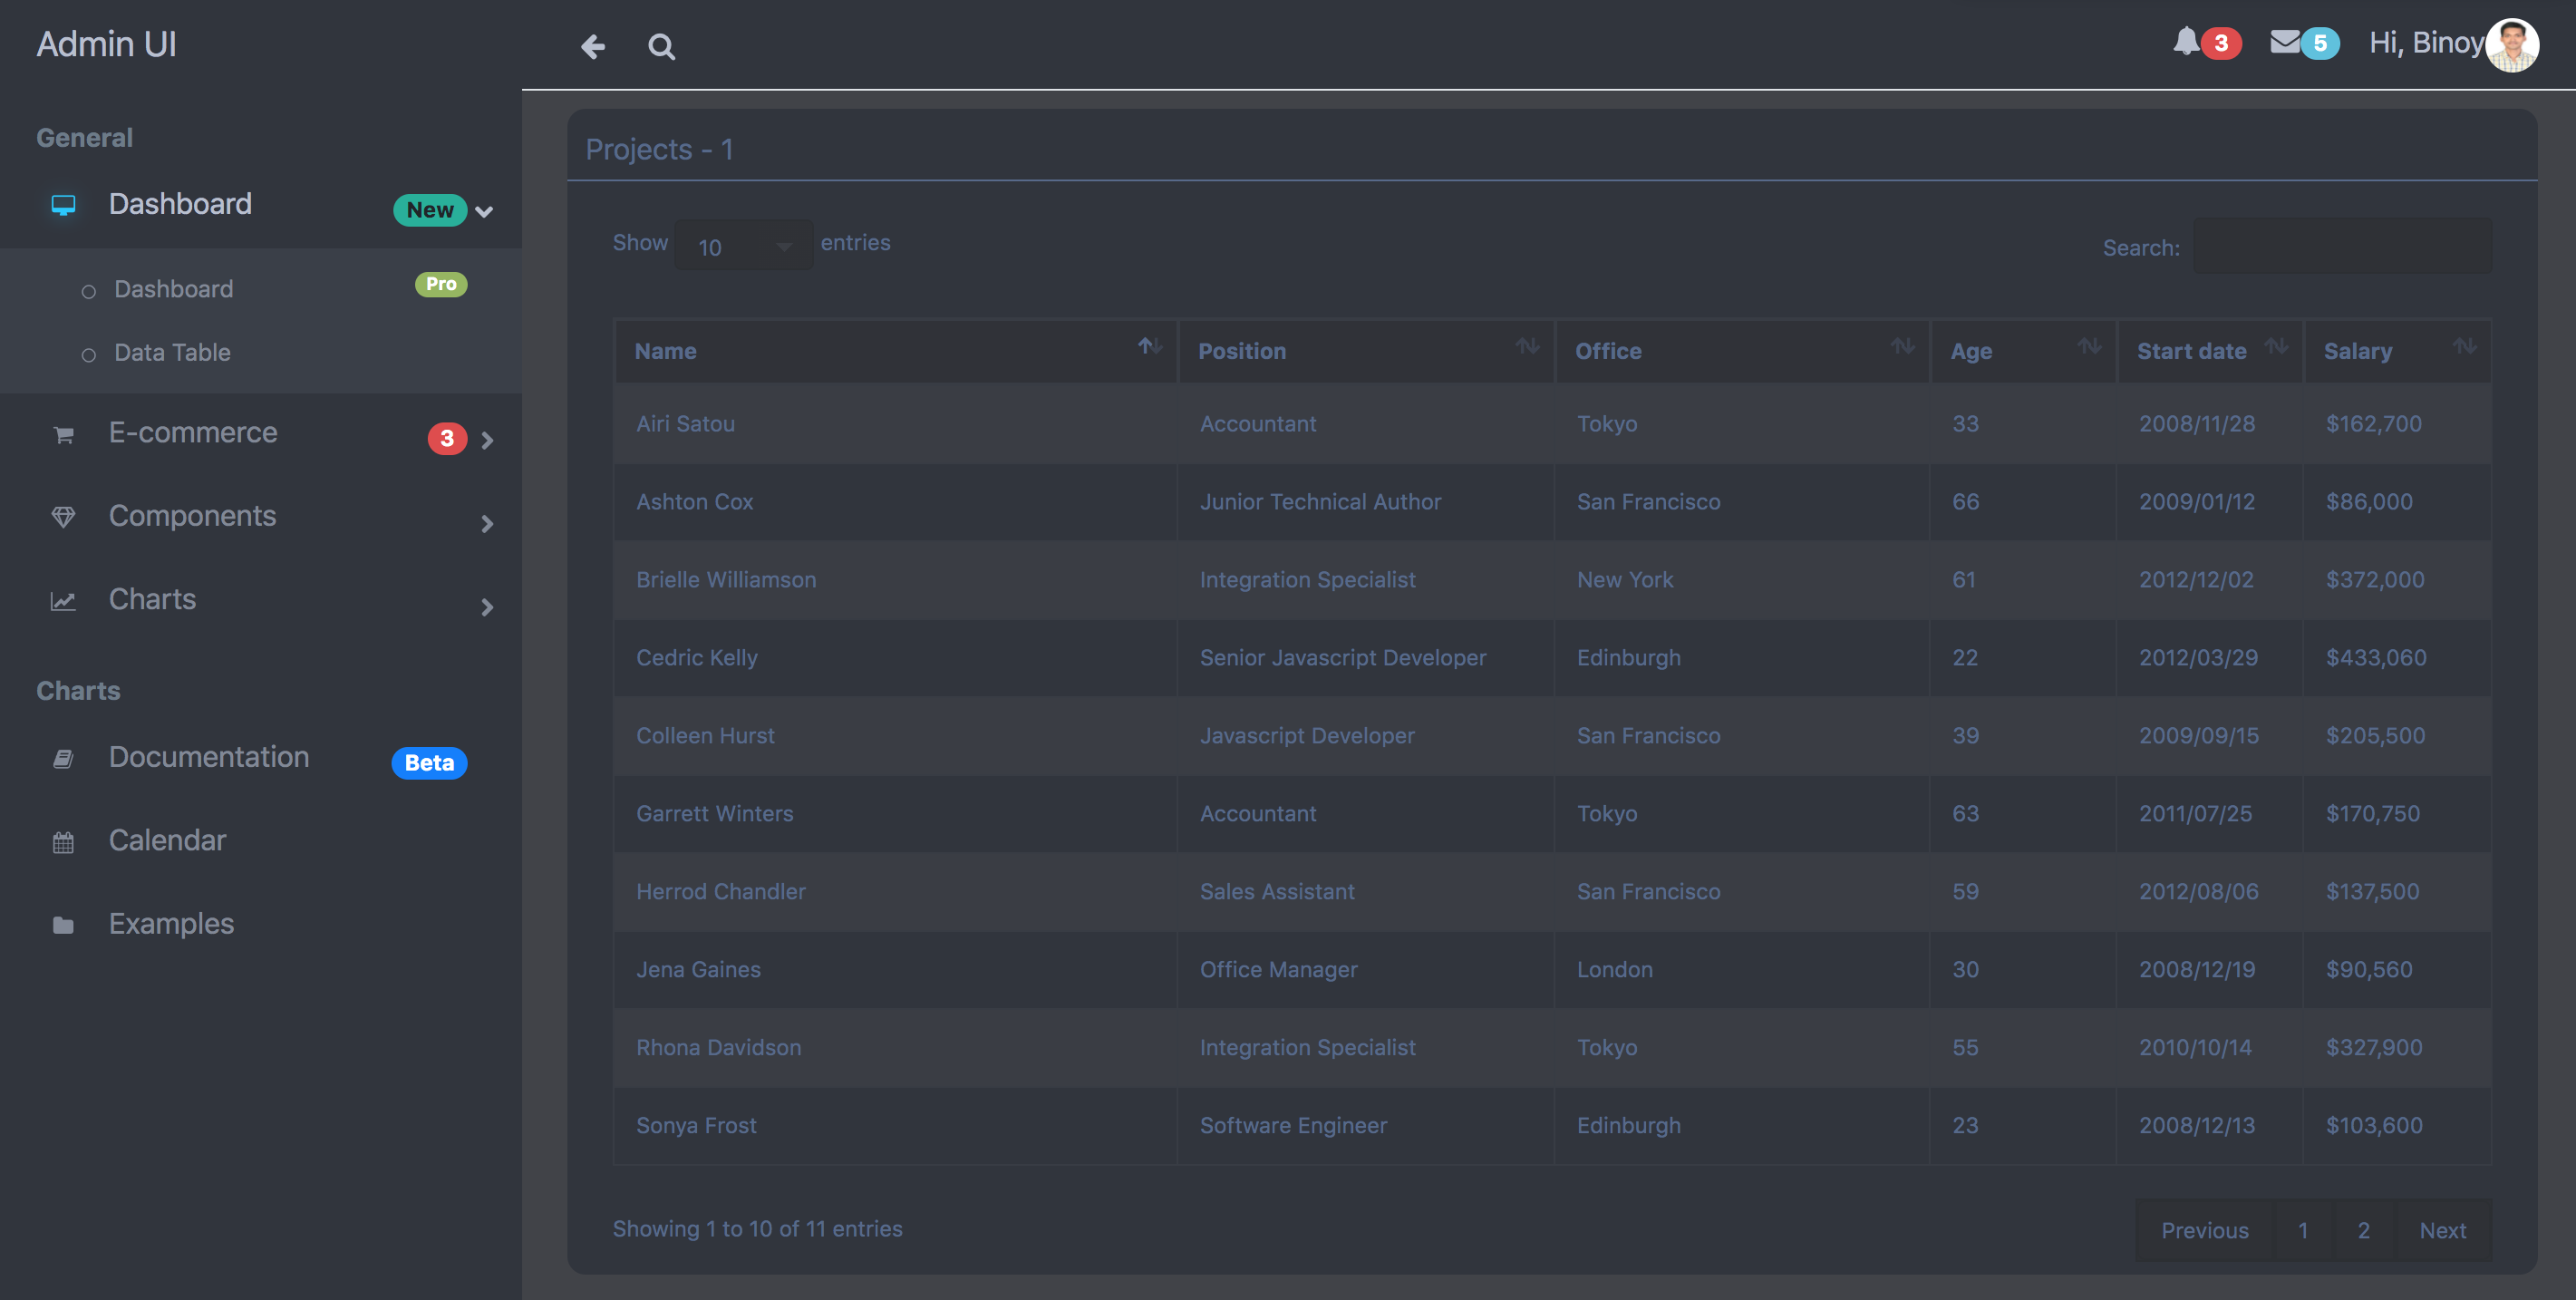 Admin UI
3
5
Hi, Binoy
General
Dashboard New
Dashboard Pro
Data Table
E-commerce 3
Components
Charts
Charts
Documentation Beta
Calendar
Examples
Projects - 1
Show 10 entries
Search:
Name Position Office Age Start date Salary
Airi Satou Accountant Tokyo 33 2008/11/28 $162,700
Ashton Cox Junior Technical Author San Francisco 66 2009/01/12 $86,000
Brielle Williamson Integration Specialist New York 61 2012/12/02 $372,000
Cedric Kelly Senior Javascript Developer Edinburgh 22 2012/03/29 $433,060
Colleen Hurst Javascript Developer San Francisco 39 2009/09/15 $205,500
Garrett Winters Accountant Tokyo 63 2011/07/25 $170,750
Herrod Chandler Sales Assistant San Francisco 59 2012/08/06 $137,500
Jena Gaines Office Manager London 30 2008/12/19 $90,560
Rhona Davidson Integration Specialist Tokyo 55 2010/10/14 $327,900
Sonya Frost Software Engineer Edinburgh 23 2008/12/13 $103,600
Showing 1 to 10 of 11 entries
Previous 1 2 Next